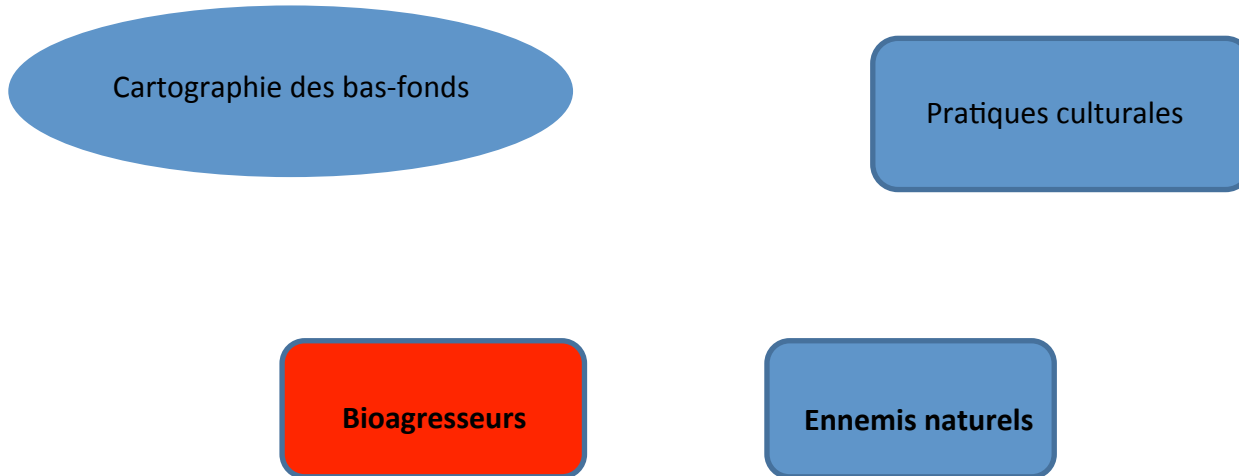 Cartographie des bas-fonds
Pratiques culturales
Bioagresseurs
Ennemis naturels